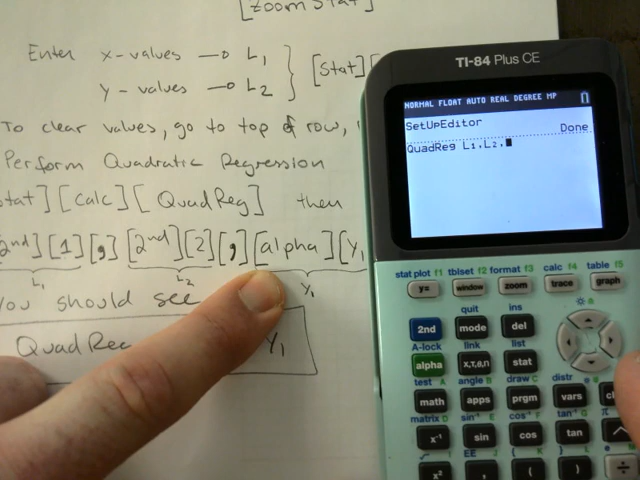 [ZoomStat]
Enter x-values → L1
y-values → L2
[Stat][
To clear values, go to top of row,
Perform Quadratic Regression
stat][calc][QuadReg] then
2nd][1][,][2nd][2][,][alpha][Y1
L1 L2 Y1
You should see
QuadReg Y1
TI-84 Plus CE
NORMAL FLOAT AUTO REAL DEGREE MP
SetUpEditor
Done
QuadReg L1,L2,
stat plot f1 tblset f2 format f3 calc f4 table f5
y= window zoom trace graph
quit ins
2nd mode del
A-lock link list
alpha X,T,θ,n stat
test A angle B draw C distr
math apps prgm vars
matrix D sin⁻¹ E cos⁻¹ F tan⁻¹ G π
x⁻¹ sin cos tan ^
√ EE J { K } L e
x² , ( ) ÷